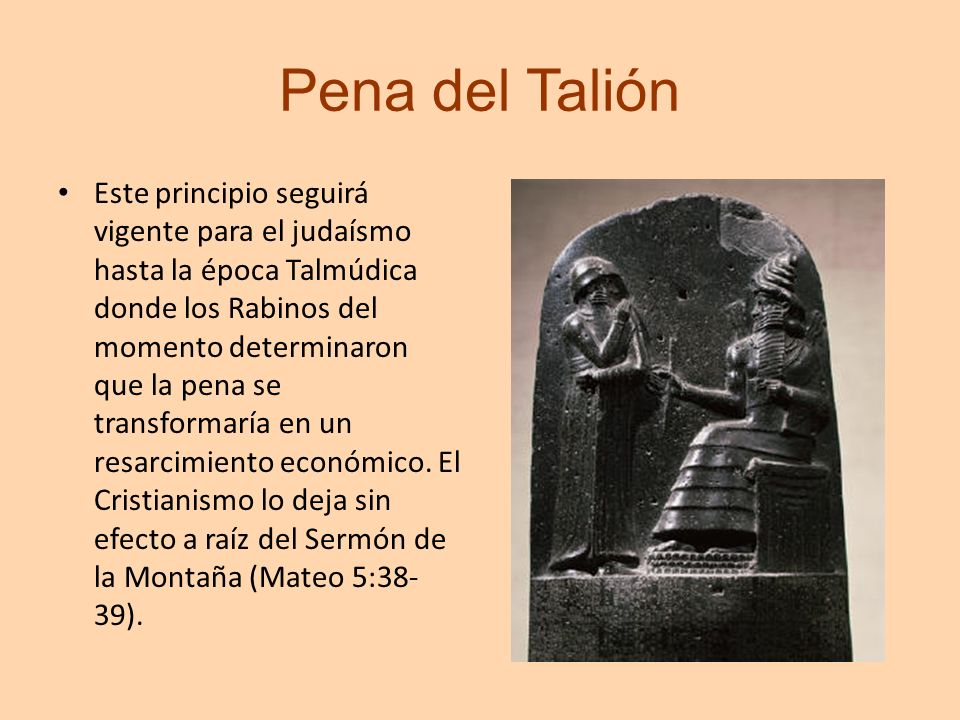 Pena del Talión
• Este principio seguirá
vigente para el judaísmo
hasta la época Talmúdica
donde los Rabinos del
momento determinaron
que la pena se
transformaría en un
resarcimiento económico. El
Cristianismo lo deja sin
efecto a raíz del Sermón de
la Montaña (Mateo 5:38-
39).